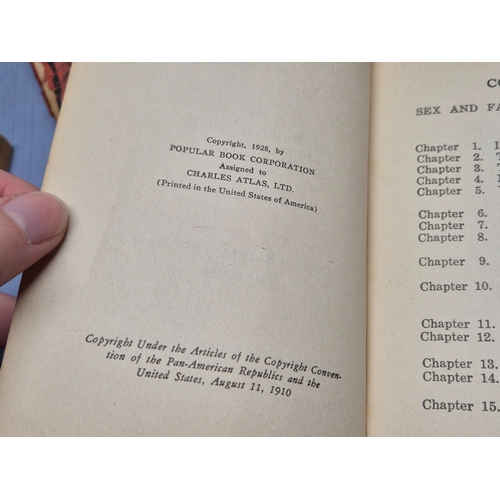 Copyright, 1928, by
POPULAR BOOK CORPORATION
Assigned to
CHARLES ATLAS, LTD.
(Printed in the United States of America)
Copyright Under the Articles of the Copyright Conven-
tion of the Pan-American Republics and the
United States, August 11, 1910
CO
SEX AND FA
Chapter 1.
Chapter 2.
Chapter 3.
Chapter 4.
Chapter 5.
Chapter 6.
Chapter 7.
Chapter 8.
Chapter 9.
Chapter 10.
Chapter 11.
Chapter 12.
Chapter 13.
Chapter 14.
Chapter 15.